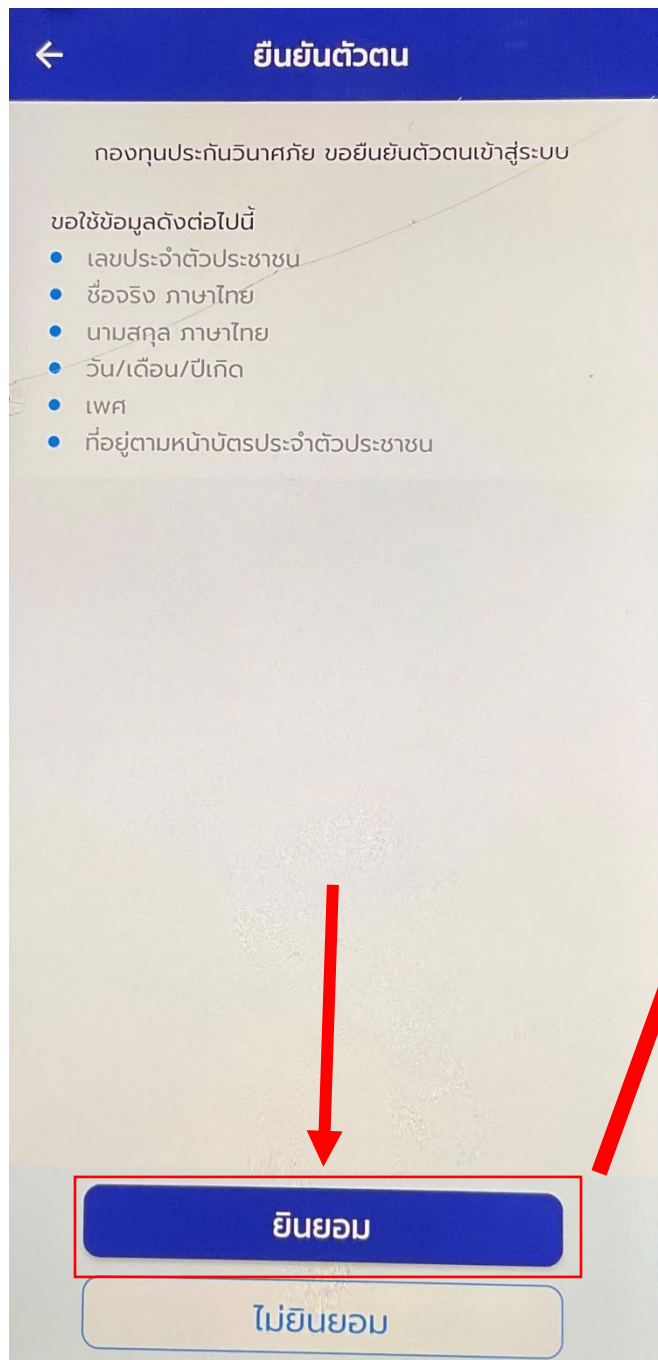 ยืนยันตัวตน
กองทุนประกันวินาศภัย ขอยืนยันตัวตนเข้าสู่ระบบ
ขอใช้ข้อมูลดังต่อไปนี้
เลขประจำตัวประชาชน
ชื่อจริง ภาษาไทย
นามสกุล ภาษาไทย
วัน/เดือน/ปีเกิด
เพศ
ที่อยู่ตามหน้าบัตรประจำตัวประชาชน
ยินยอม
ไม่ยินยอม